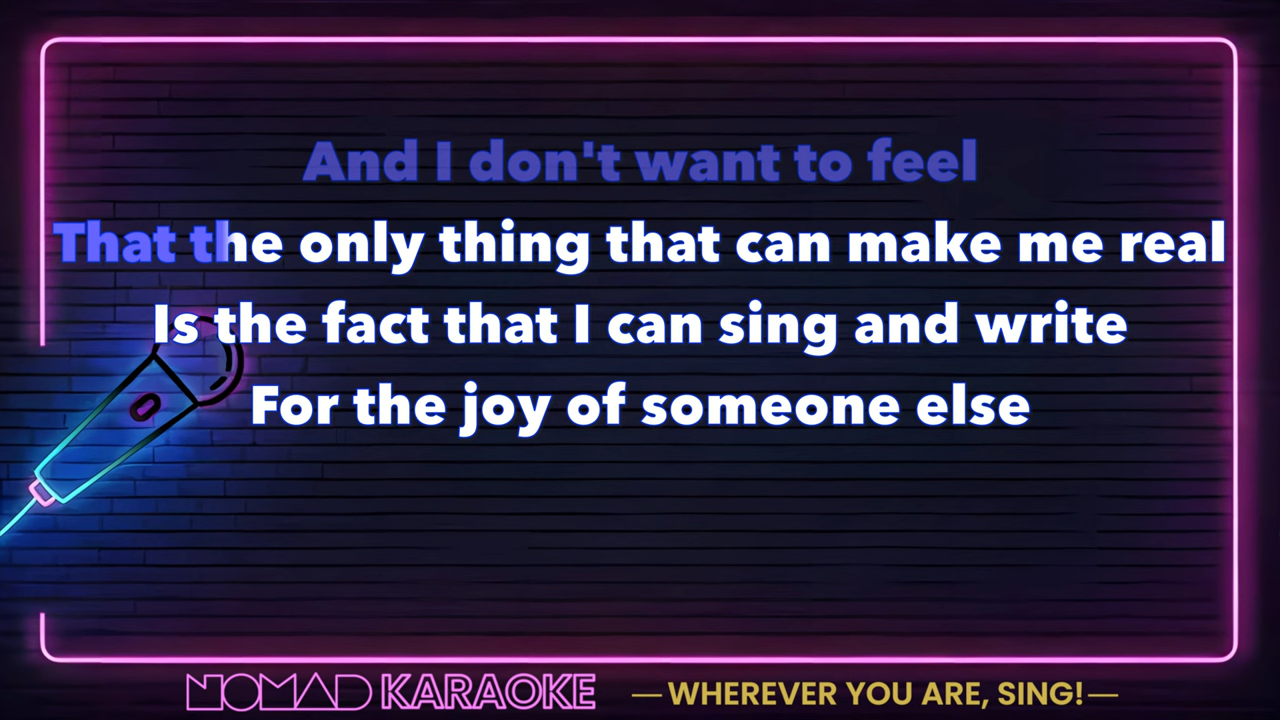 And I don't want to feel
That the only thing that can make me real
Is the fact that I can sing and write
For the joy of someone else
NOMAD KARAOKE — WHEREVER YOU ARE, SING! —